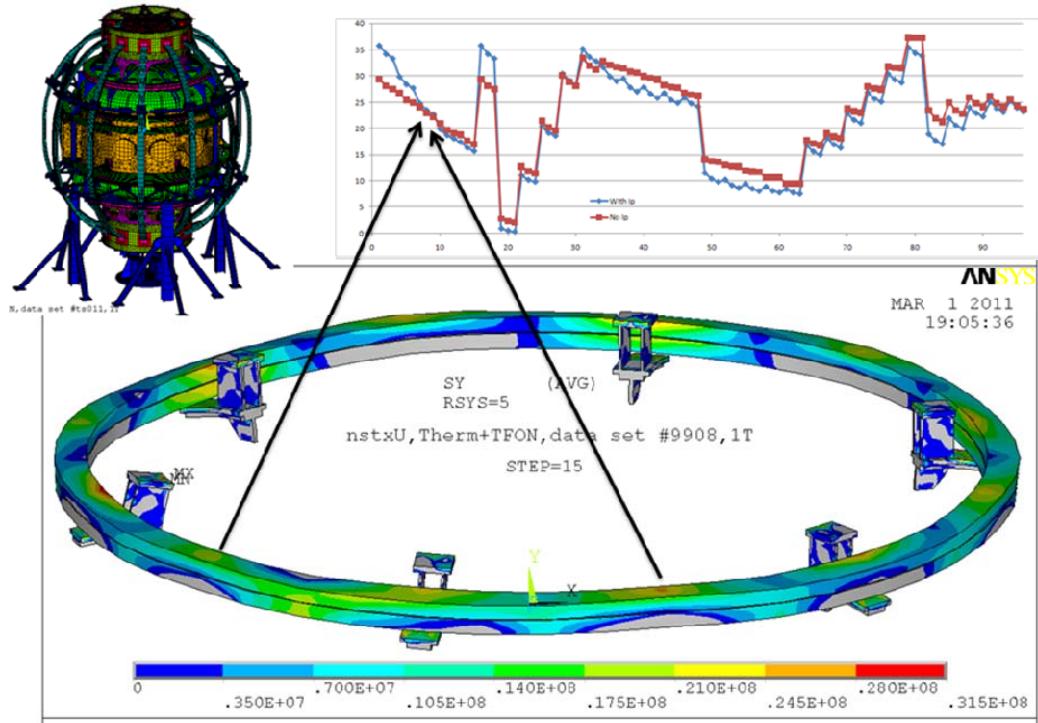 N,data set #ts011,1T
40
35
30
25
20
15
10
5
0
With Ip
No Ip
0 10 20 30 40 50 60 70 80 90
ANSYS
MAR 1 2011
19:05:36
SY (AVG)
RSYS=5
nstxU,Therm+TFON,data set #9908,1T
STEP=15
MX
MN
Y
X
0 .700E+07 .140E+08 .210E+08 .280E+08
.350E+07 .105E+08 .175E+08 .245E+08 .315E+08